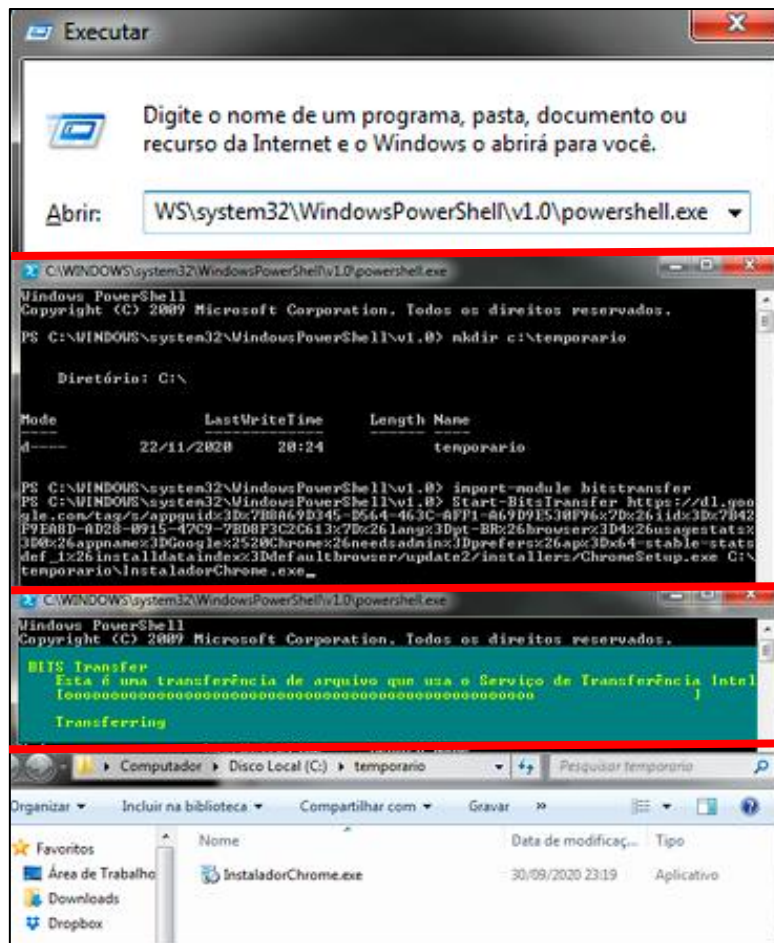 Executar
Digite o nome de um programa, pasta, documento ou
recurso da Internet e o Windows o abrirá para você.
Abrir:
WS\system32\WindowsPowerShell\v1.0\powershell.exe
C:\WINDOWS\system32\WindowsPowerShell\v1.0\powershell.exe
Windows PowerShell
Copyright (C) 2009 Microsoft Corporation. Todos os direitos reservados.
PS C:\WINDOWS\system32\WindowsPowerShell\v1.0> mkdir c:\temporario
Diretório: C:\
Mode LastWriteTime Length Name
d---- 22/11/2020 20:24 temporario
PS C:\WINDOWS\system32\WindowsPowerShell\v1.0> import-module bitstransfer
PS C:\WINDOWS\system32\WindowsPowerShell\v1.0> Start-BitsTransfer https://dl.goo
gle.com/tag/s/appguid%3D%7B8A69D345-D564-463C-AFF1-A69D9E530F96%7D%26iid%3D%7B42
F9EA8D-AD28-0915-47C9-7BD8F3C2C613%7D%26lang%3Dpt-BR%26browser%3D4%26usagestats%
3D0%26appname%3DGoogle%2520Chrome%26needsadmin%3Dprefers%26ap%3Dx64-stable-stats
def_1%26installdataindex%3Ddefaultbrowser/update2/installers/ChromeSetup.exe C:\
temporario\InstaladorChrome.exe_
C:\WINDOWS\system32\WindowsPowerShell\v1.0\powershell.exe
Windows PowerShell
Copyright (C) 2009 Microsoft Corporation. Todos os direitos reservados.
BITS Transfer
Esta é uma transferência de arquivo que usa o Serviço de Transferência Intel
Transferring
Computador Disco Local (C:) temporario
Pesquisar temporario
Organizar Incluir na biblioteca Compartilhar com Gravar »
Favoritos
Área de Trabalho
Downloads
Dropbox
Nome Data de modificaç... Tipo
InstaladorChrome.exe 30/09/2020 23:19 Aplicativo